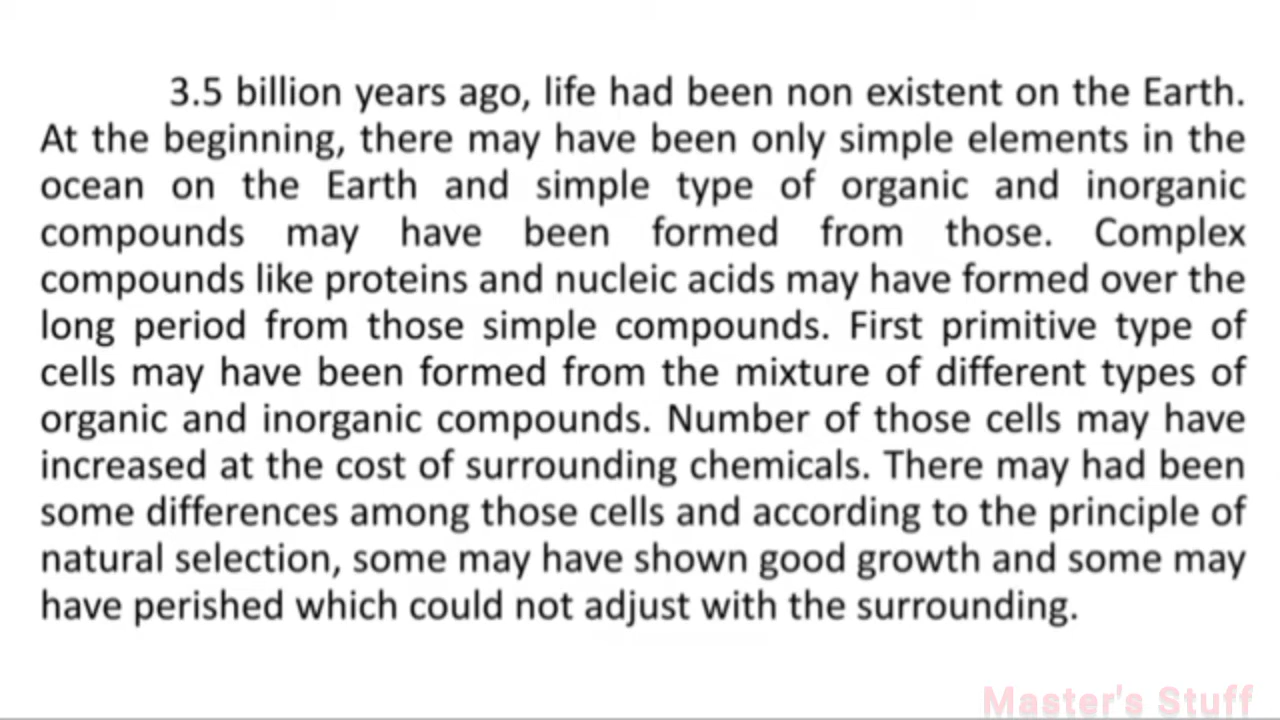 3.5 billion years ago, life had been non existent on the Earth.
At the beginning, there may have been only simple elements in the
ocean on the Earth and simple type of organic and inorganic
compounds may have been formed from those. Complex
compounds like proteins and nucleic acids may have formed over the
long period from those simple compounds. First primitive type of
cells may have been formed from the mixture of different types of
organic and inorganic compounds. Number of those cells may have
increased at the cost of surrounding chemicals. There may had been
some differences among those cells and according to the principle of
natural selection, some may have shown good growth and some may
have perished which could not adjust with the surrounding.
Master's Stuff